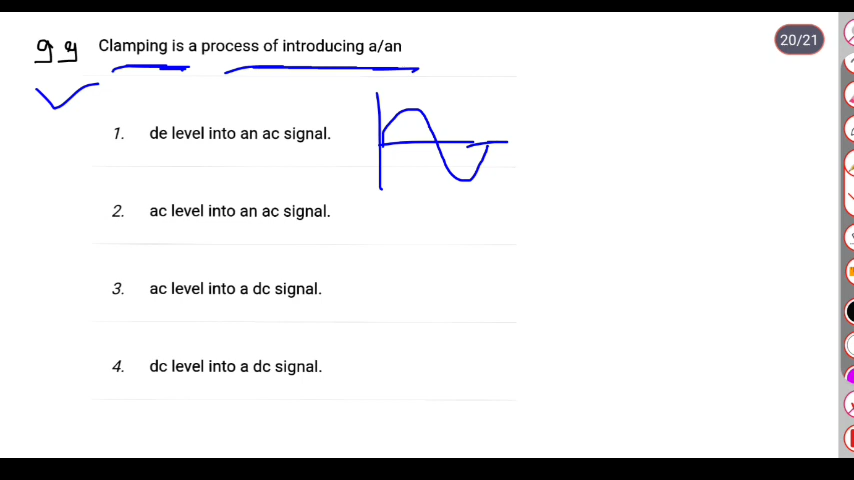 Clamping is a process of introducing a/an
20/21
1. de level into an ac signal.
2. ac level into an ac signal.
3. ac level into a dc signal.
4. dc level into a dc signal.